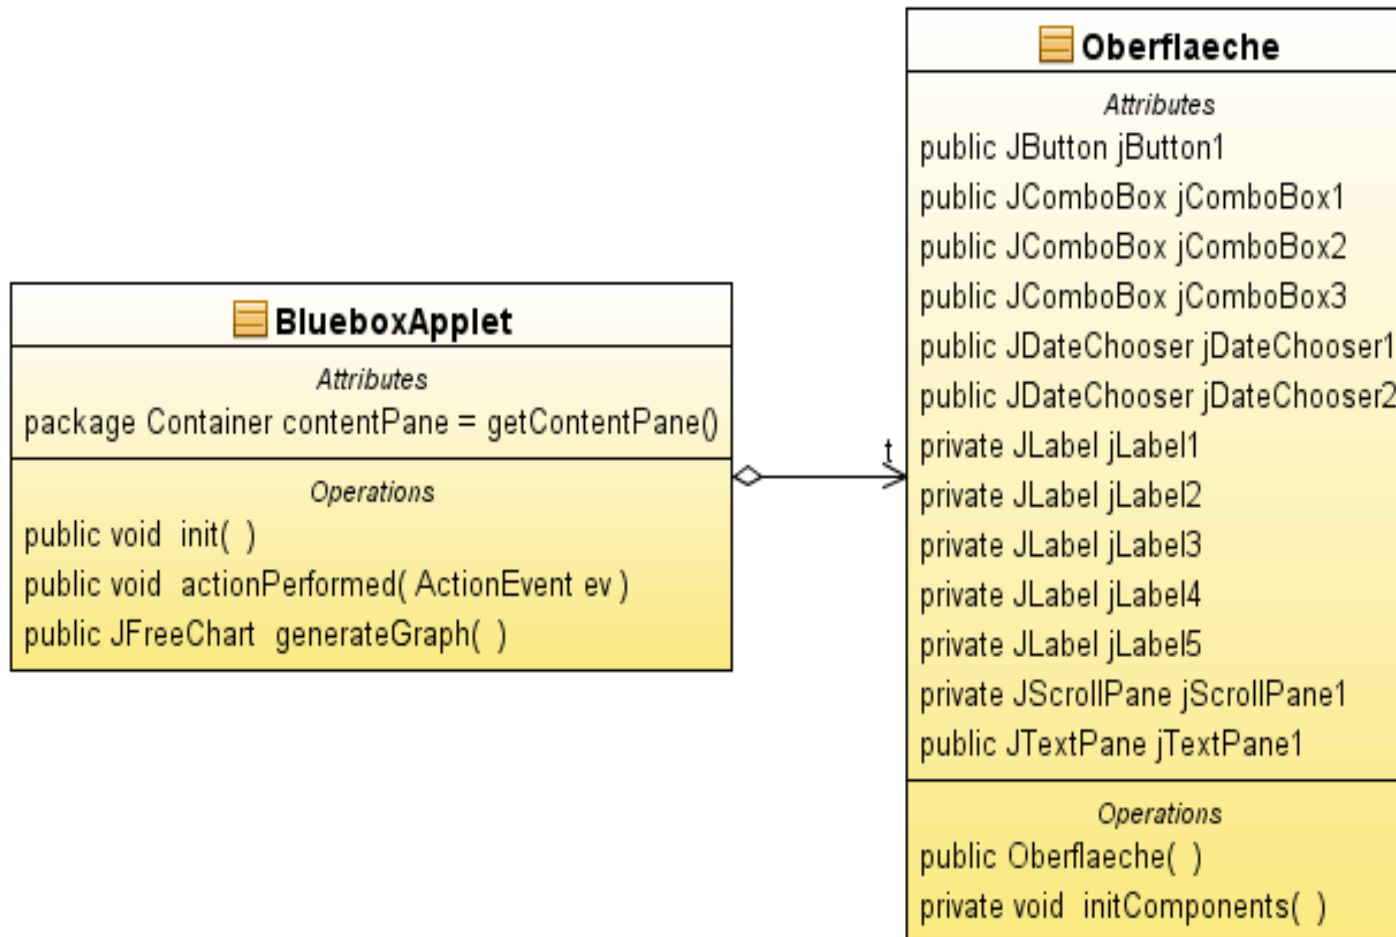 BlueboxApplet
Attributes
package Container contentPane = getContentPane()
Operations
public void  init(  )
public void  actionPerformed( ActionEvent ev )
public JFreeChart  generateGraph(  )
t
Oberflaeche
Attributes
public JButton jButton1
public JComboBox jComboBox1
public JComboBox jComboBox2
public JComboBox jComboBox3
public JDateChooser jDateChooser1
public JDateChooser jDateChooser2
private JLabel jLabel1
private JLabel jLabel2
private JLabel jLabel3
private JLabel jLabel4
private JLabel jLabel5
private JScrollPane jScrollPane1
public JTextPane jTextPane1
Operations
public Oberflaeche(  )
private void  initComponents(  )